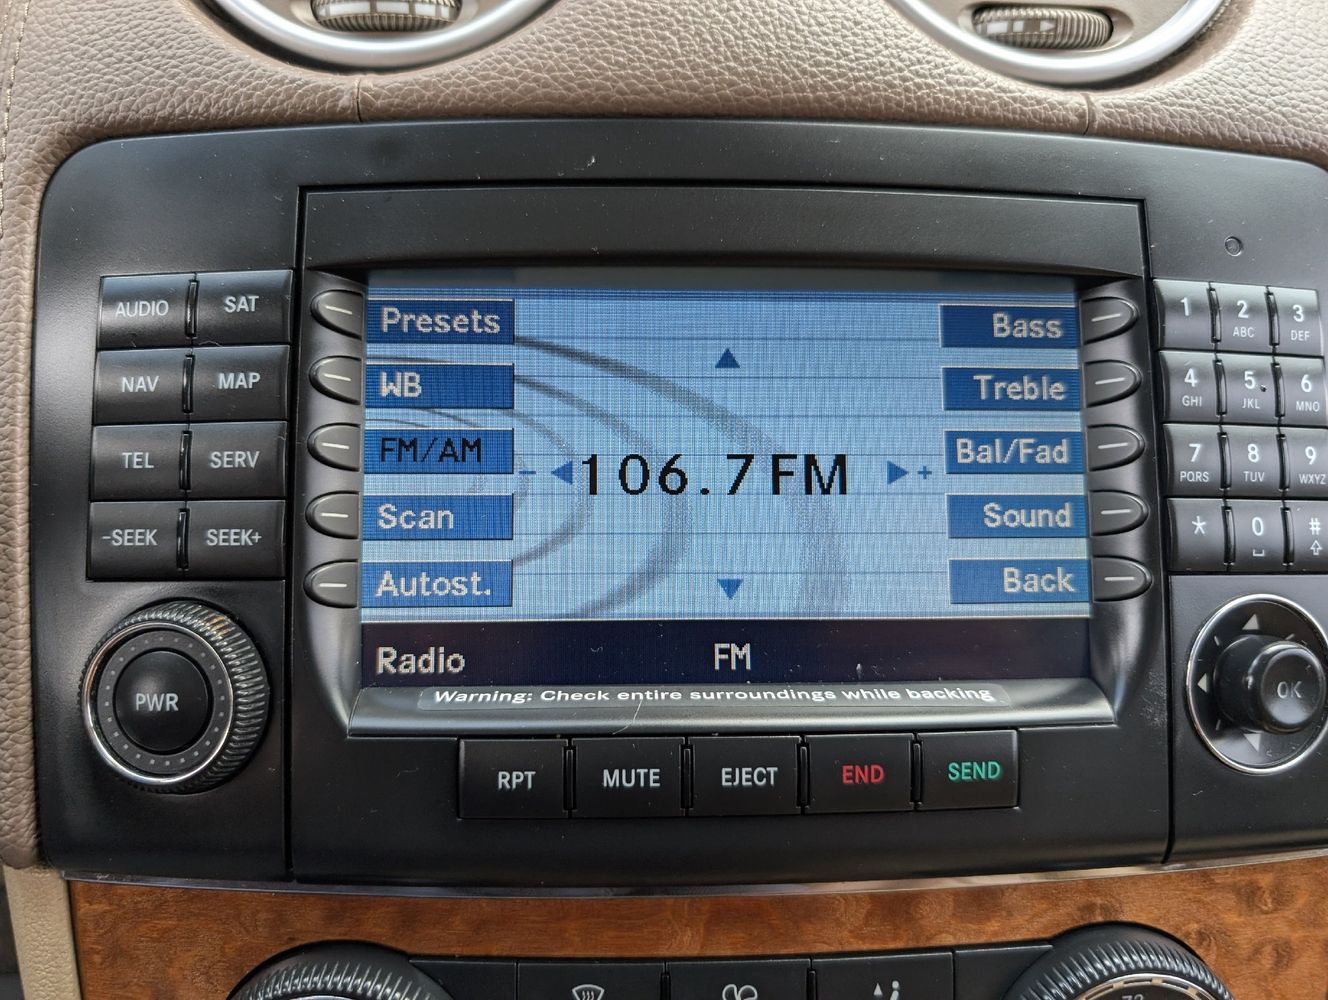 AUDIO SAT
NAV MAP
TEL SERV
-SEEK SEEK+
PWR
Presets
WB
FM/AM
Scan
Autost.
- 106.7 FM +
Bass
Treble
Bal/Fad
Sound
Back
Radio FM
Warning: Check entire surroundings while backing
RPT MUTE EJECT END SEND
1 2 3
ABC DEF
4 5 6
GHI JKL MNO
7 8 9
PQRS TUV WXYZ
* 0 #
OK